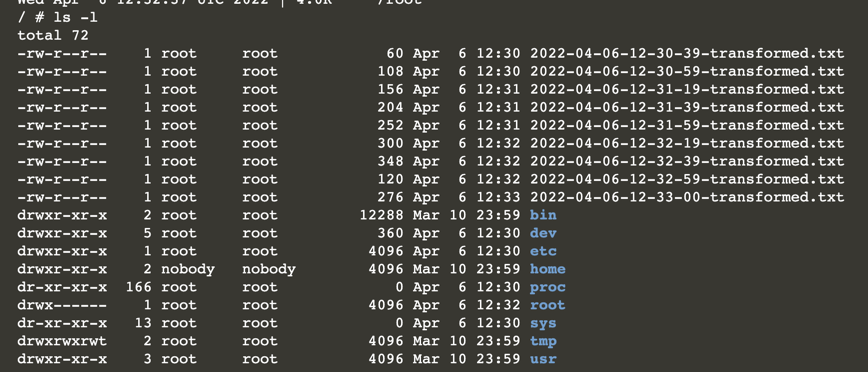 Wed Apr  6 12:32:57 UTC 2022 | 4.0K     /root
/ # ls -l
total 72
-rw-r--r--    1 root     root            60 Apr  6 12:30 2022-04-06-12-30-39-transformed.txt
-rw-r--r--    1 root     root           108 Apr  6 12:30 2022-04-06-12-30-59-transformed.txt
-rw-r--r--    1 root     root           156 Apr  6 12:31 2022-04-06-12-31-19-transformed.txt
-rw-r--r--    1 root     root           204 Apr  6 12:31 2022-04-06-12-31-39-transformed.txt
-rw-r--r--    1 root     root           252 Apr  6 12:31 2022-04-06-12-31-59-transformed.txt
-rw-r--r--    1 root     root           300 Apr  6 12:32 2022-04-06-12-32-19-transformed.txt
-rw-r--r--    1 root     root           348 Apr  6 12:32 2022-04-06-12-32-39-transformed.txt
-rw-r--r--    1 root     root           120 Apr  6 12:32 2022-04-06-12-32-59-transformed.txt
-rw-r--r--    1 root     root           276 Apr  6 12:33 2022-04-06-12-33-00-transformed.txt
drwxr-xr-x    2 root     root         12288 Mar 10 23:59 bin
drwxr-xr-x    5 root     root           360 Apr  6 12:30 dev
drwxr-xr-x    1 root     root          4096 Apr  6 12:30 etc
drwxr-xr-x    2 nobody   nobody        4096 Mar 10 23:59 home
dr-xr-xr-x  166 root     root             0 Apr  6 12:30 proc
drwx------    1 root     root          4096 Apr  6 12:32 root
dr-xr-xr-x   13 root     root             0 Apr  6 12:30 sys
drwxrwxrwt    2 root     root          4096 Mar 10 23:59 tmp
drwxr-xr-x    3 root     root          4096 Mar 10 23:59 usr